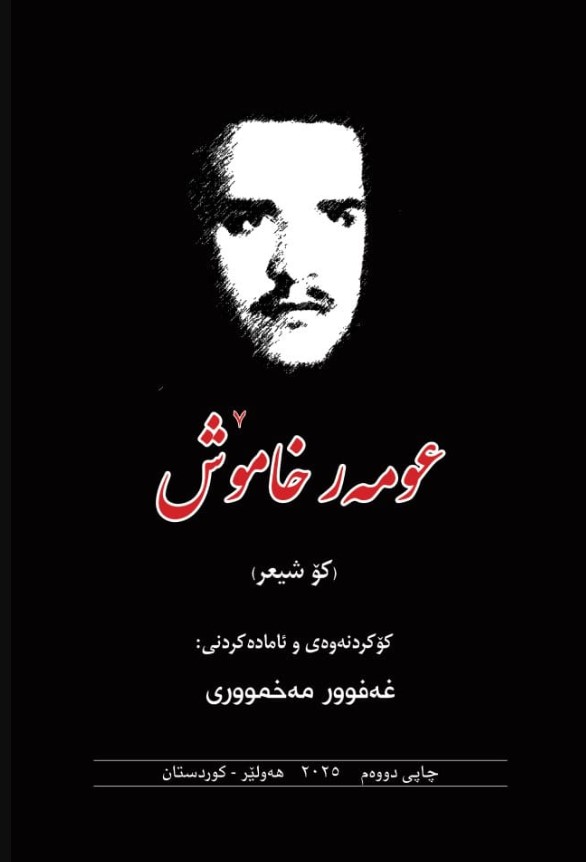 عومەر خامۆش
(کۆ شیعر)
کۆکردنەوەی و ئامادەکردنی:
غەفوور مەخمووری
چاپی دووەم ٢٠٢٥ هەولێر - کوردستان